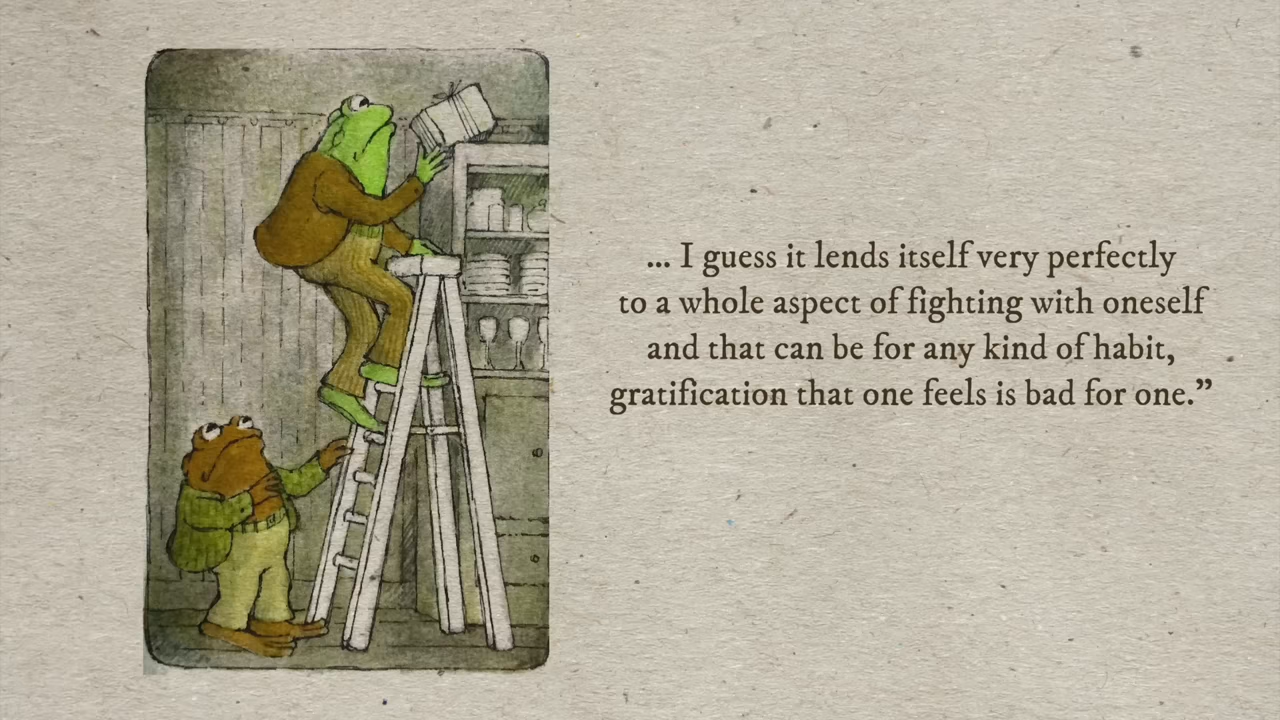 ... I guess it lends itself very perfectly
to a whole aspect of fighting with oneself
and that can be for any kind of habit,
gratification that one feels is bad for one.”